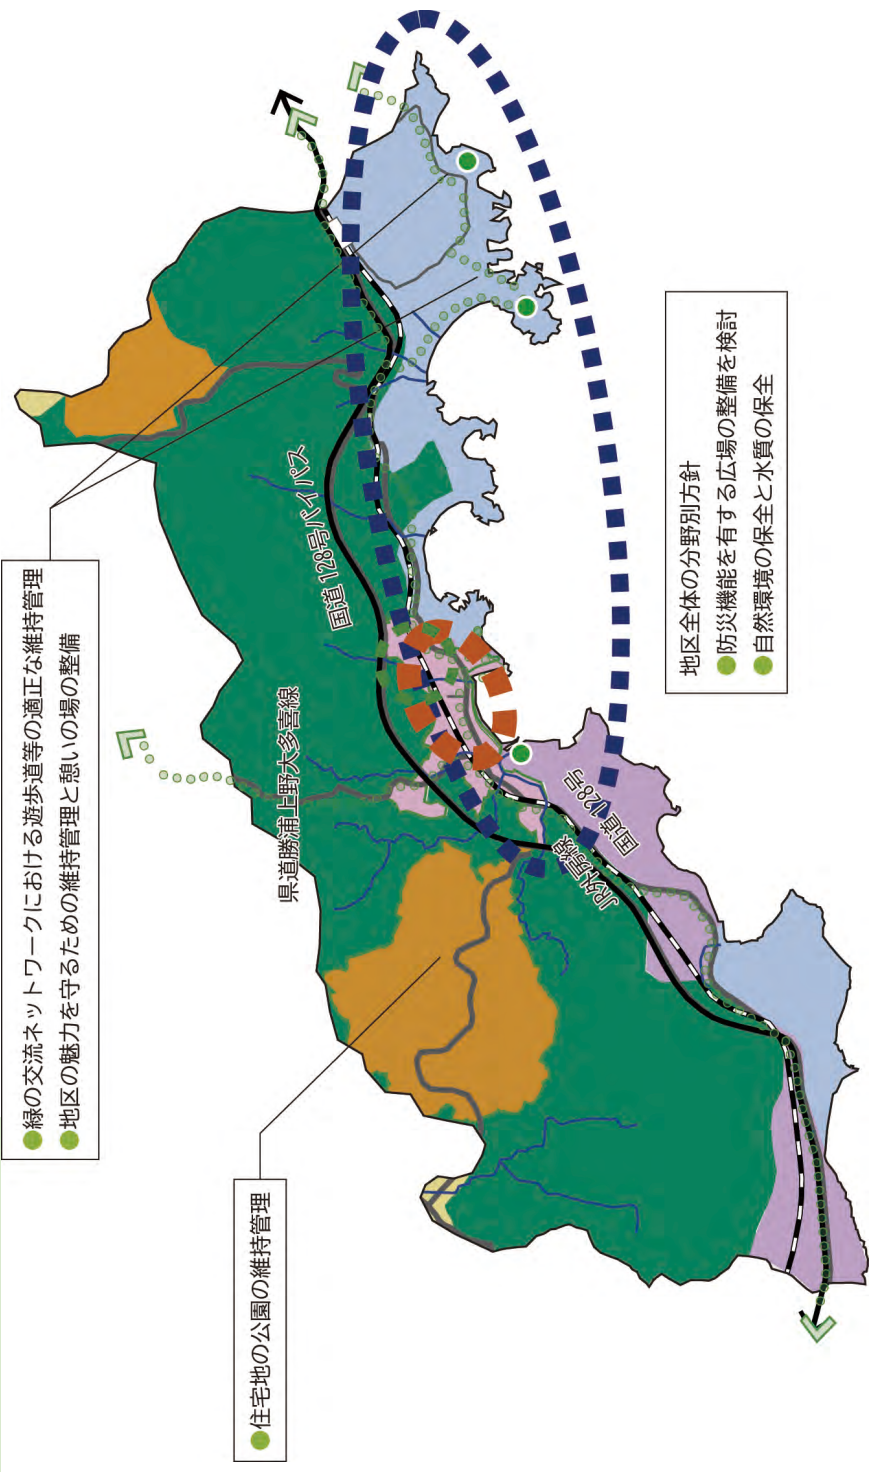 ●緑の交流ネットワークにおける遊歩道等の適正な維持管理
●地区の魅力を守るための維持管理と憩いの場の整備
●住宅地の公園の維持管理
県道勝浦上野大多喜線
国道128号バイパス
JR外房線
国道128号
地区全体の分野別方針
●防災機能を有する広場の整備を検討
●自然環境の保全と水質の保全